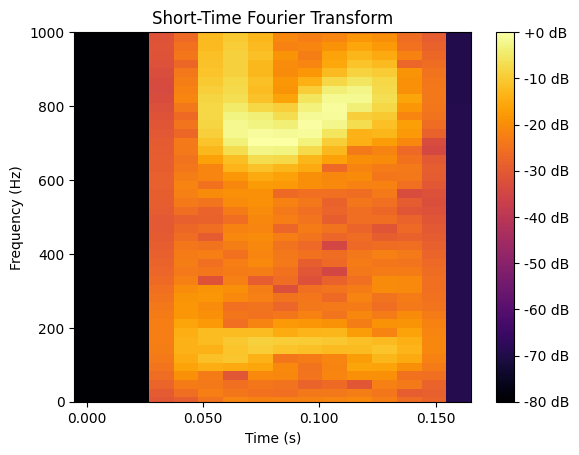 Short-Time Fourier Transform
1000
800
600
400
200
0
Frequency (Hz)
0.000
0.050
0.100
0.150
Time (s)
+0 dB
-10 dB
-20 dB
-30 dB
-40 dB
-50 dB
-60 dB
-70 dB
-80 dB